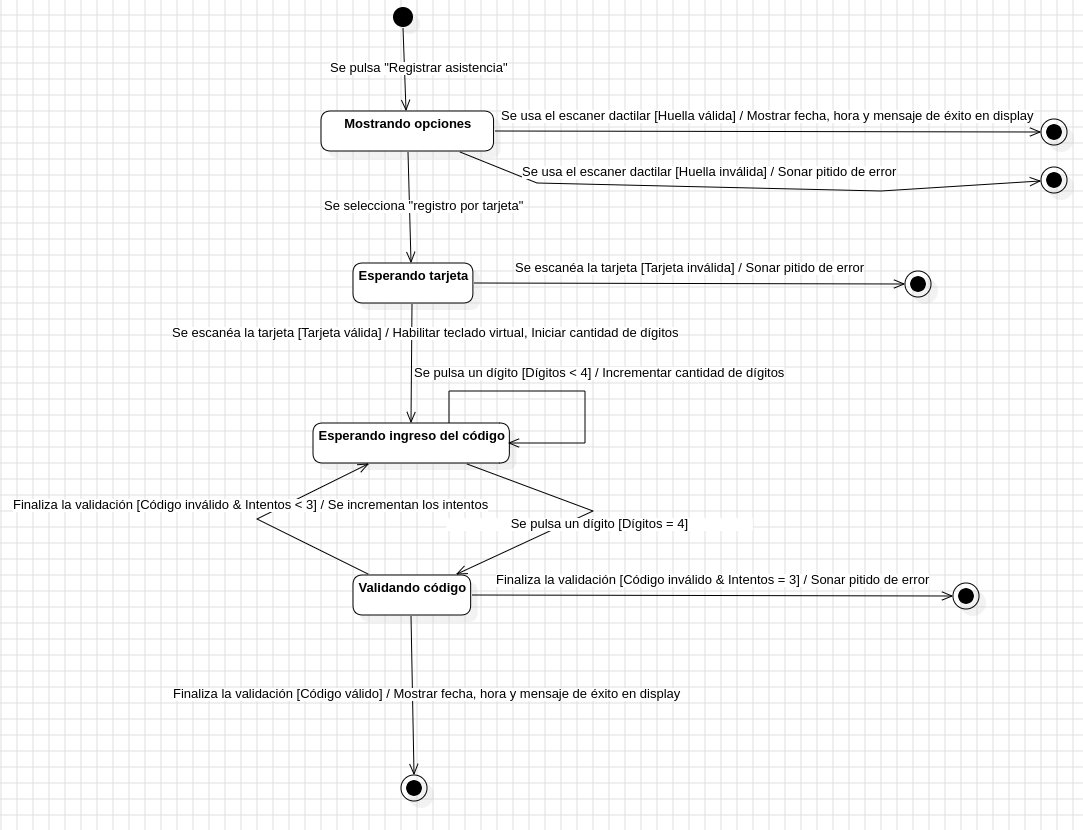 Se pulsa "Registrar asistencia"
Mostrando opciones
Se usa el escaner dactilar [Huella válida] / Mostrar fecha, hora y mensaje de éxito en display
Se usa el escaner dactilar [Huella inválida] / Sonar pitido de error
Se selecciona "registro por tarjeta"
Esperando tarjeta
Se escanéa la tarjeta [Tarjeta inválida] / Sonar pitido de error
Se escanéa la tarjeta [Tarjeta válida] / Habilitar teclado virtual, Iniciar cantidad de dígitos
Se pulsa un dígito [Dígitos < 4] / Incrementar cantidad de dígitos
Esperando ingreso del código
Finaliza la validación [Código inválido & Intentos < 3] / Se incrementan los intentos
Se pulsa un dígito [Dígitos = 4]
Validando código
Finaliza la validación [Código inválido & Intentos = 3] / Sonar pitido de error
Finaliza la validación [Código válido] / Mostrar fecha, hora y mensaje de éxito en display